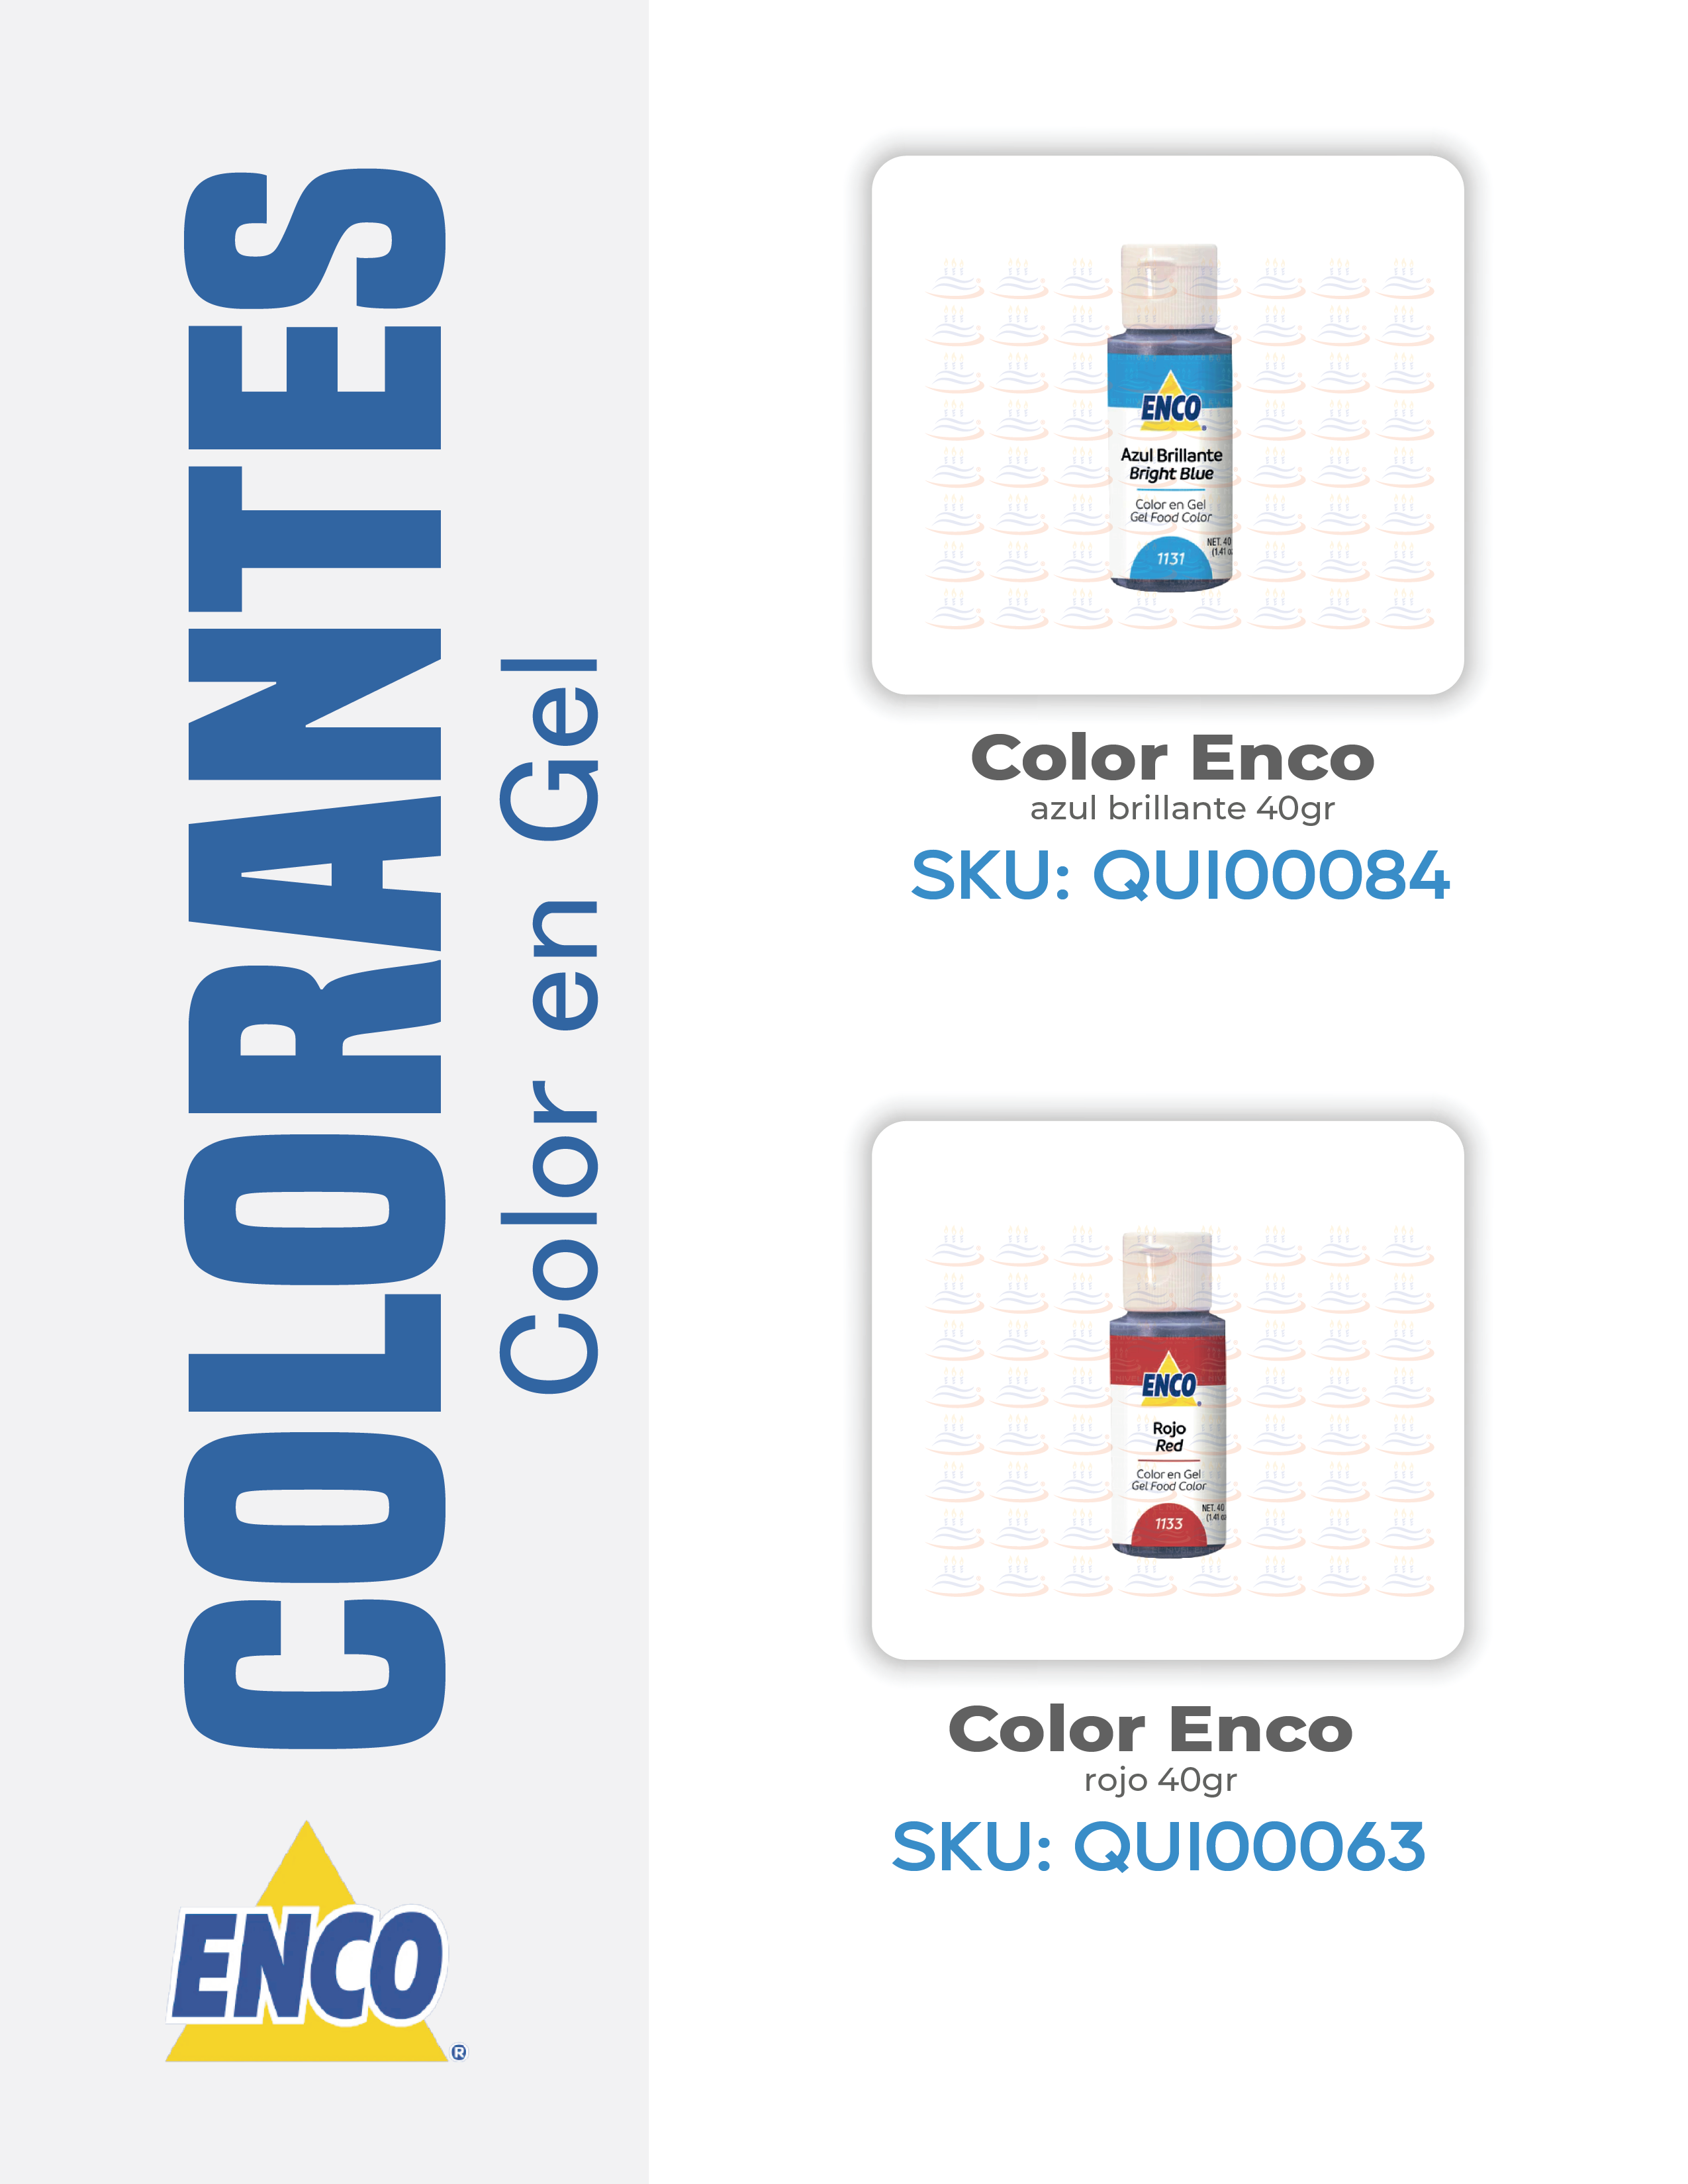 COLORANTES
Color en Gel
ENCO
®
ENCO
Azul Brillante
Bright Blue
Color en Gel
Gel Food Color
NET. 40
(1.41 oz
1131
Color Enco
azul brillante 40gr
SKU: QUI00084
ENCO
Rojo
Red
Color en Gel
Gel Food Color
NET. 40
(1.41 oz
1133
Color Enco
rojo 40gr
SKU: QUI00063